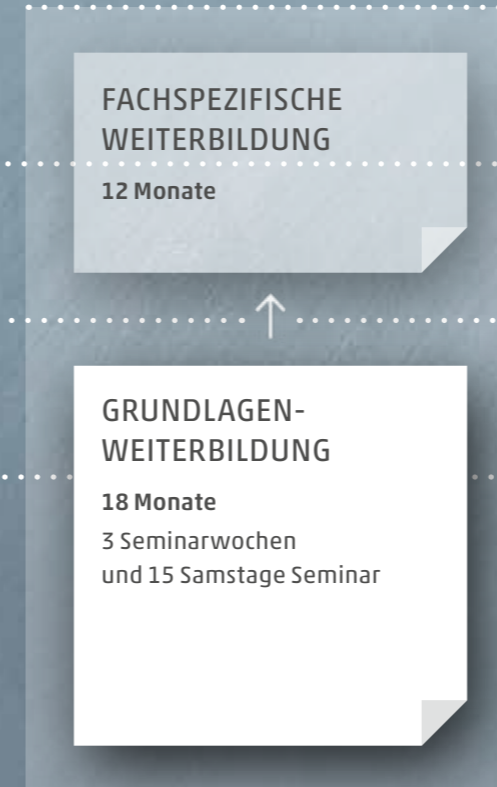 FACHSPEZIFISCHE
WEITERBILDUNG
12 Monate
GRUNDLAGEN-
WEITERBILDUNG
18 Monate
3 Seminarwochen
und 15 Samstage Seminar